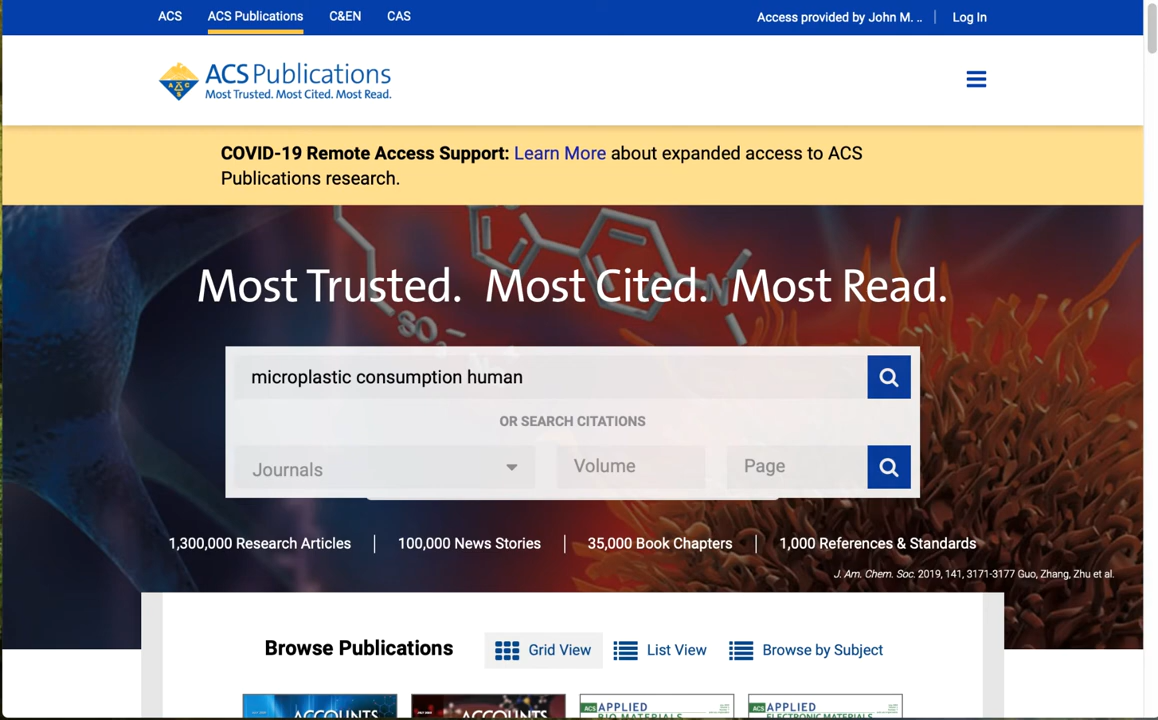 ACS ACS Publications C&EN CAS Access provided by John M. .. Log In
ACS Publications
Most Trusted. Most Cited. Most Read.
COVID-19 Remote Access Support: Learn More about expanded access to ACS
Publications research.
Most Trusted. Most Cited. Most Read.
microplastic consumption human
OR SEARCH CITATIONS
Journals Volume Page
1,300,000 Research Articles 100,000 News Stories 35,000 Book Chapters 1,000 References & Standards
J. Am. Chem. Soc. 2019, 141, 3171-3177 Guo, Zhang, Zhu et al.
Browse Publications Grid View List View Browse by Subject
ACCOUNTS ACCOUNTS ACS APPLIED ACS APPLIED
BIO MATERIALS ELECTRONIC MATERIALS